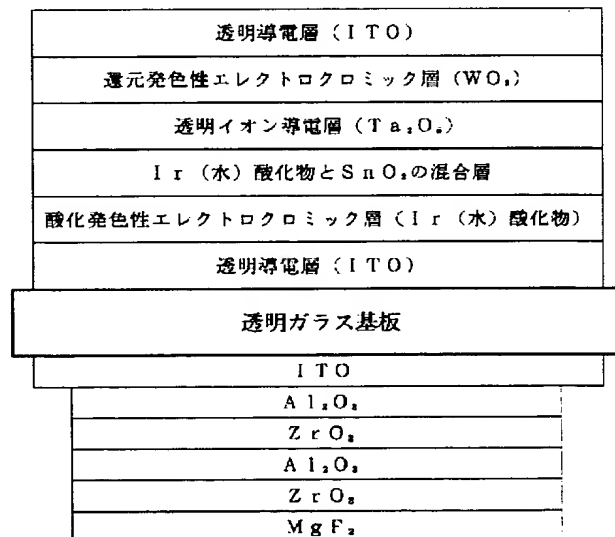 透明導電層（ITO）
還元発色性エレクトロクロミック層（WO₃）
透明イオン導電層（Ta₂O₅）
Ir（水）酸化物とSnO₂の混合層
酸化発色性エレクトロクロミック層（Ir（水）酸化物）
透明導電層（ITO）
透明ガラス基板
ITO
Al₂O₃
ZrO₂
Al₂O₃
ZrO₂
MgF₂